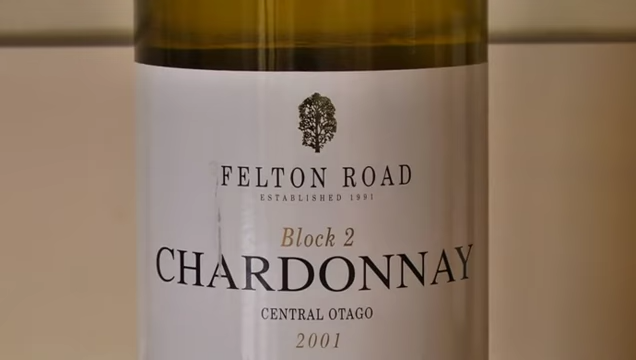 FELTON ROAD
ESTABLISHED 1991
Block 2
CHARDONNAY
CENTRAL OTAGO
2001